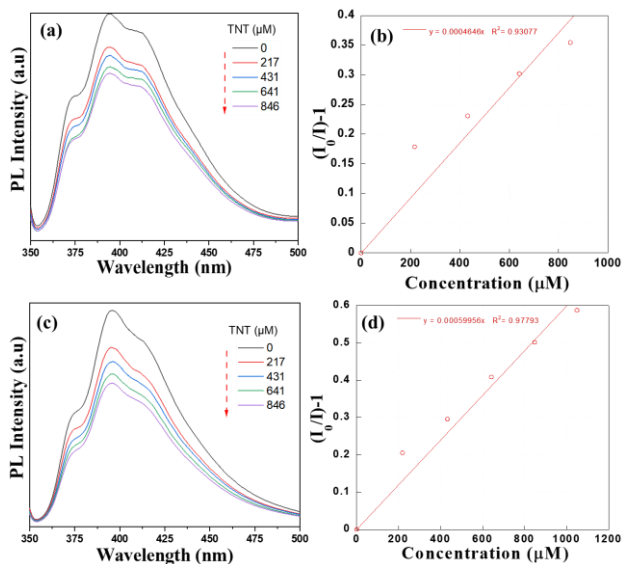 (a)
TNT (μM)
0
217
431
641
846
PL Intensity (a.u)
350 375 400 425 450 475 500
Wavelength (nm)
(b)
y = 0.0004646x R² = 0.93077
0.4
0.35
0.3
0.25
0.2
0.15
0.1
0.05
0
(I₀/I)-1
0 200 400 600 800 1000
Concentration (μM)
(c)
TNT (μM)
0
217
431
641
846
PL Intensity (a.u)
350 375 400 425 450 475 500
Wavelength (nm)
(d)
y = 0.00059956x R² = 0.97793
0.6
0.5
0.4
0.3
0.2
0.1
0
(I₀/I)-1
0 200 400 600 800 1000 1200
Concentration (μM)